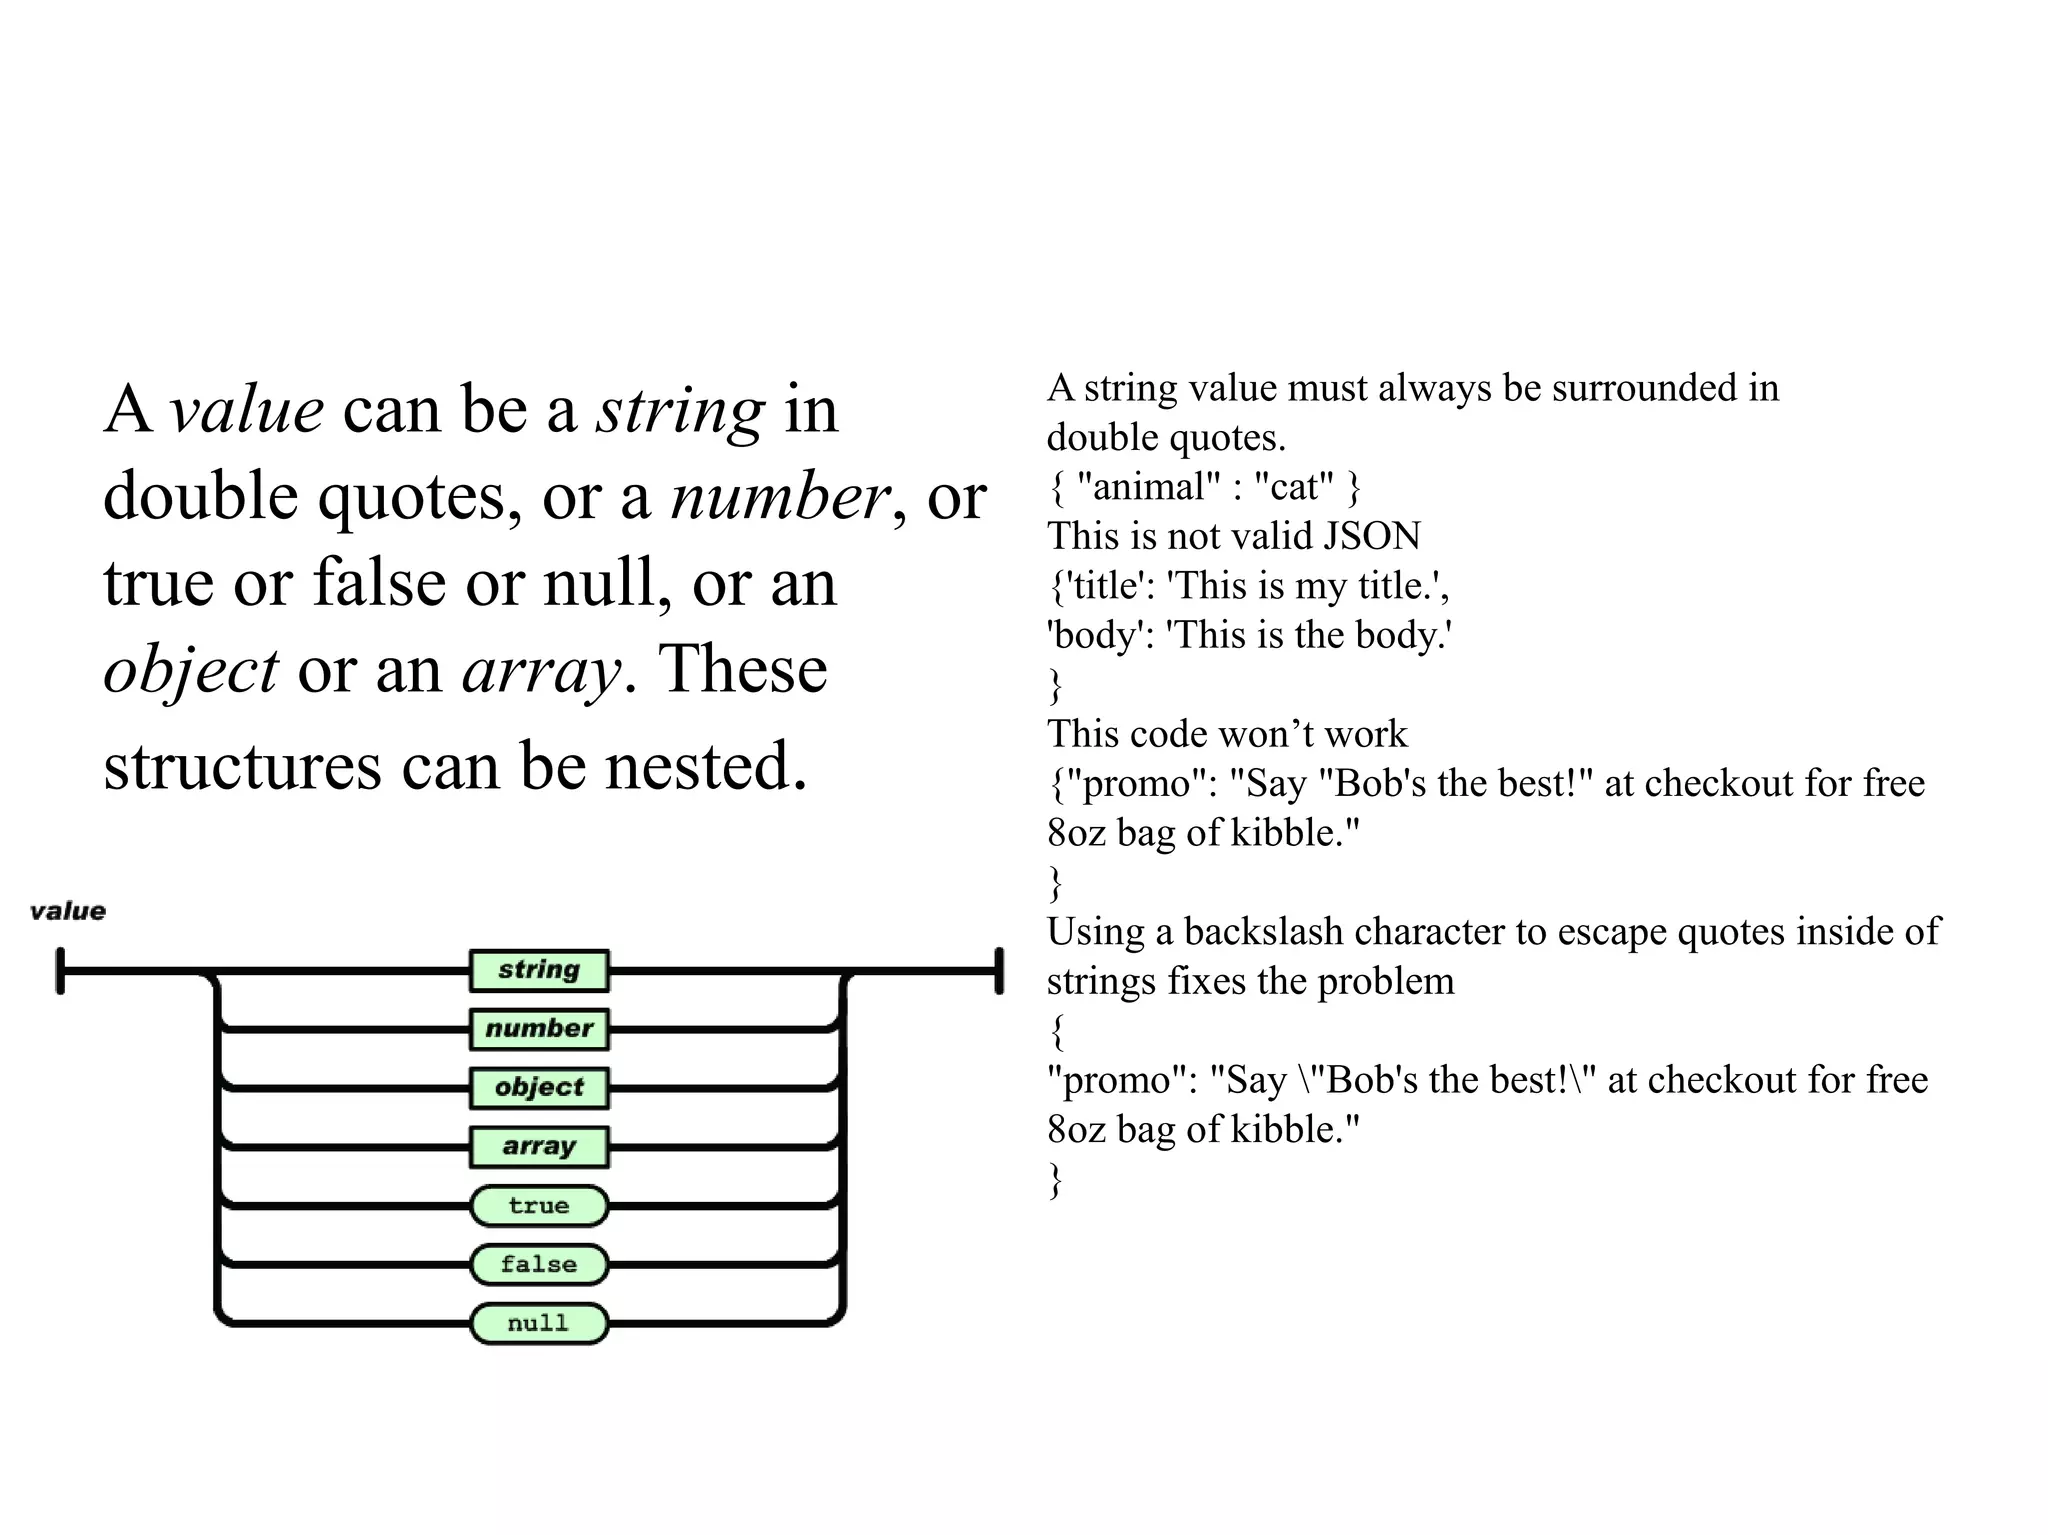 A value can be a string in
double quotes, or a number, or
true or false or null, or an
object or an array. These
structures can be nested.
value
string
number
object
array
true
false
null
A string value must always be surrounded in
double quotes.
{ "animal" : "cat" }
This is not valid JSON
{'title': 'This is my title.',
'body': 'This is the body.'
}
This code won’t work
{"promo": "Say "Bob's the best!" at checkout for free
8oz bag of kibble."
}
Using a backslash character to escape quotes inside of
strings fixes the problem
{
"promo": "Say \"Bob's the best!\" at checkout for free
8oz bag of kibble."
}